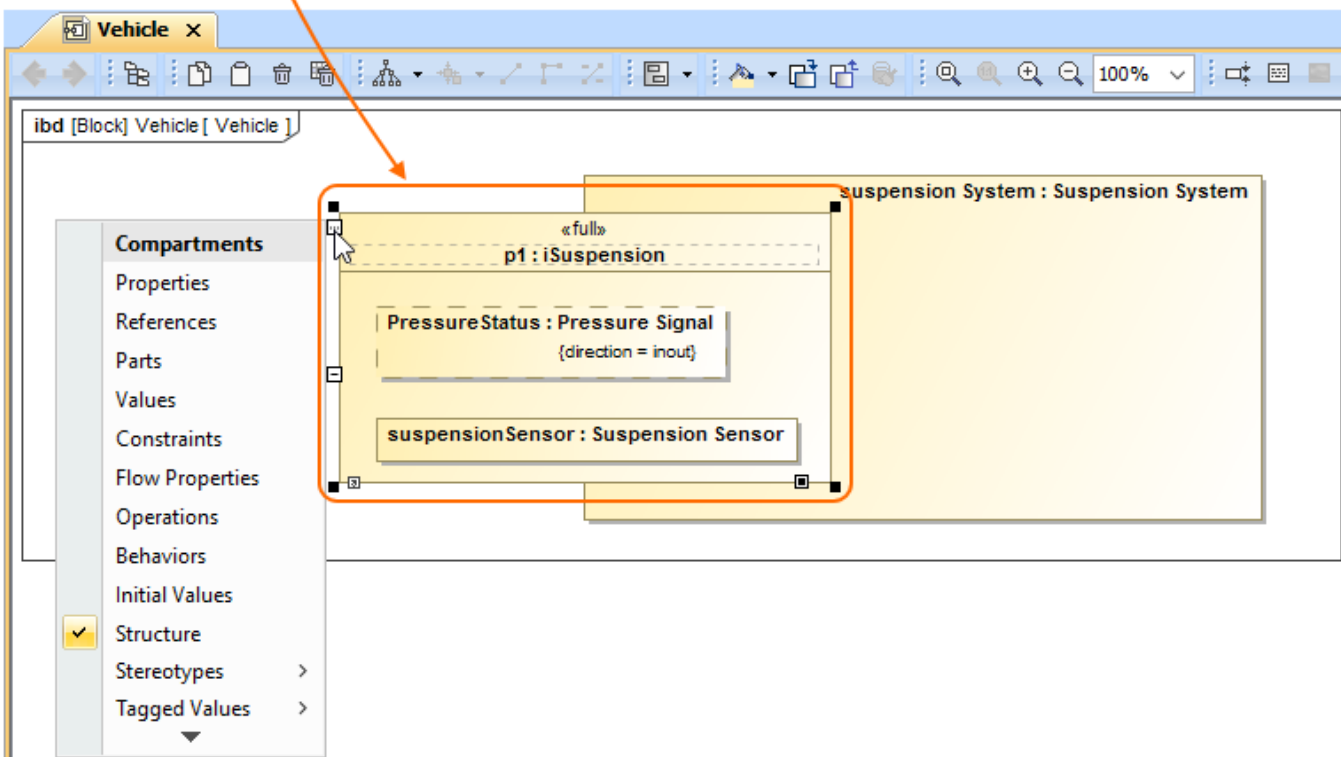 Vehicle
100%
ibd [Block] Vehicle [ Vehicle ]
suspension System : Suspension System
«full»
p1 : iSuspension
PressureStatus : Pressure Signal
{direction = inout}
suspensionSensor : Suspension Sensor
Compartments
Properties
References
Parts
Values
Constraints
Flow Properties
Operations
Behaviors
Initial Values
Structure
Stereotypes
Tagged Values